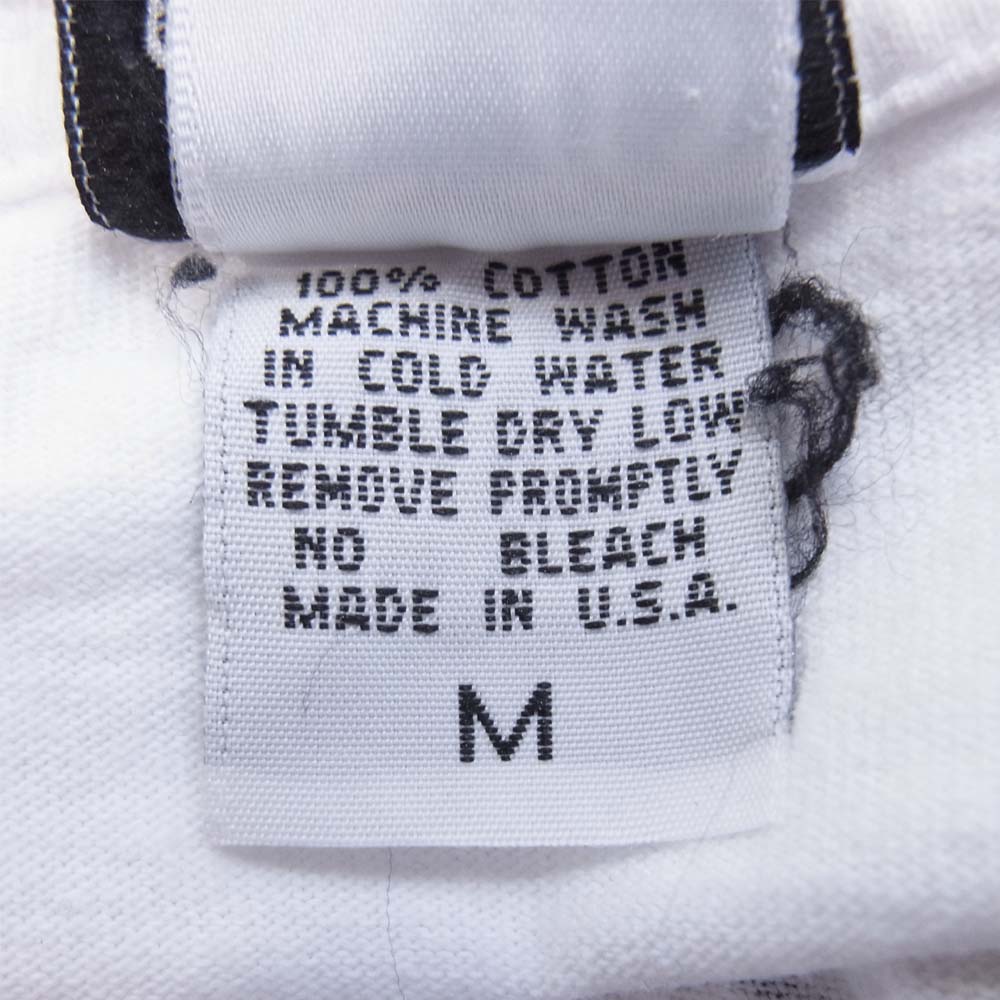 100% COTTON
MACHINE WASH
IN COLD WATER
TUMBLE DRY LOW
REMOVE PROMPTLY
NO BLEACH
MADE IN U.S.A.
M